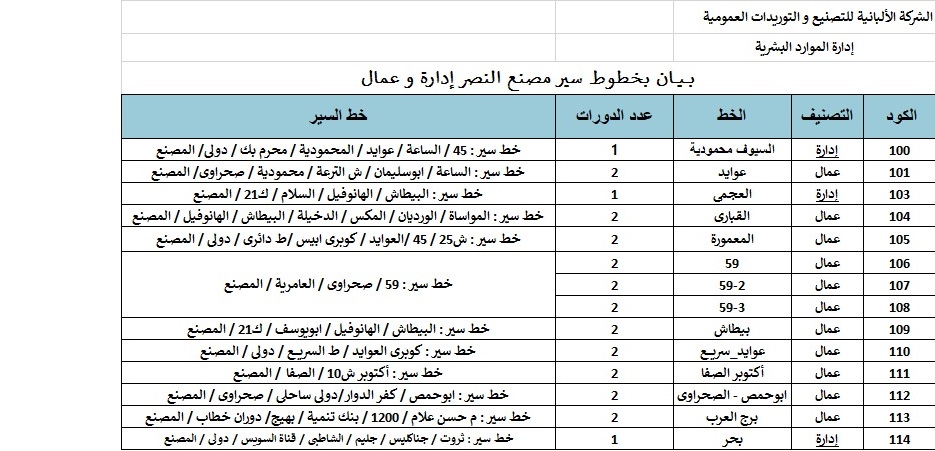 الشركة الألبانية للتصنيع و التوريدات العمومية
إدارة الموارد البشرية
بيان بخطوط سير مصنع النصر إدارة و عمال
الكود التصنيف الخط عدد الدورات خط السير
100 إدارة السيوف محمودية 1 خط سير : 45 / الساعة / عوايد / المحمودية / محرم بك / دولى / المصنع
101 عمال عوايد 2 خط سير : الساعة / ابوسليمان / ش الترعة / محمودية / صحراوى/ المصنع
103 إدارة العجمى 1 خط سير : البيطاش / الهانوفيل / السلام / ك21 / المصنع
104 عمال القبارى 2 خط سير : المواساة / الورديان / المكس / الدخيلة / البيطاش / الهانوفيل / المصنع
105 عمال المعمورة 2 خط سير : ش25 / 45 /العوايد / كوبرى ابيس /ط دائرى / دولى / المصنع
106 عمال 59 2 خط سير : 59 / صحراوى / العامرية / المصنع
107 عمال 59-2 2
108 عمال 59-3 2
109 عمال بيطاش 2 خط سير : البيطاش / الهانوفيل / ابويوسف / ك21 / المصنع
110 عمال عوايد_سريع 2 خط سير : كوبرى العوايد / ط السريع / دولى / المصنع
111 عمال أكتوبر الصفا 2 خط سير : أكتوبر ش10 / الصفا / المصنع
112 عمال ابوحمص - الصحراوى 2 خط سير : ابوحمص / كفر الدوار/دولى ساحلى / صحراوى / المصنع
113 عمال برج العرب 2 خط سير : م حسن علام / 1200 / بنك تنمية / بهيج/ دوران خطاب / المصنع
114 إدارة بحر 1 خط سير : ثروت / جناكليس / جليم / الشاطبى / قناة السويس / دولى / المصنع